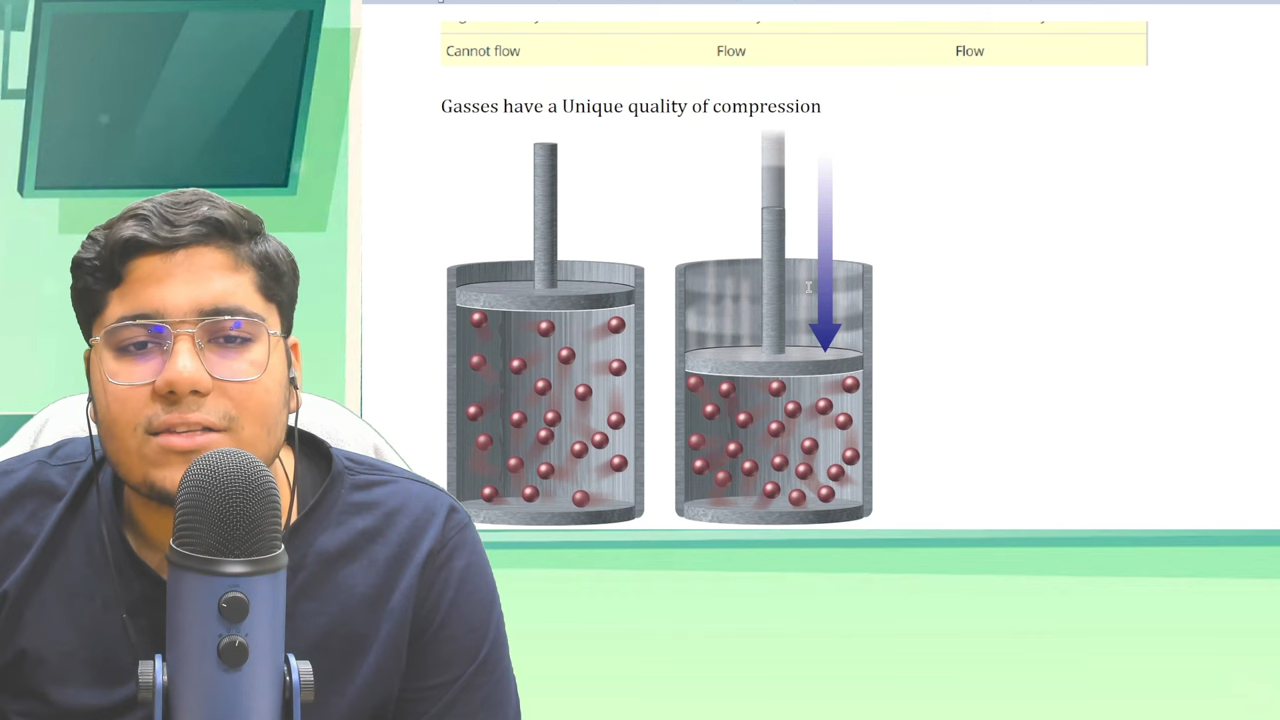 Cannot flow Flow Flow
Gasses have a Unique quality of compression